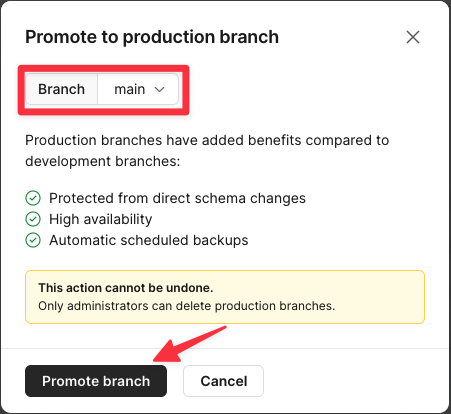 Promote to production branch
Branch main
Production branches have added benefits compared to
development branches:
Protected from direct schema changes
High availability
Automatic scheduled backups
This action cannot be undone.
Only administrators can delete production branches.
Promote branch Cancel